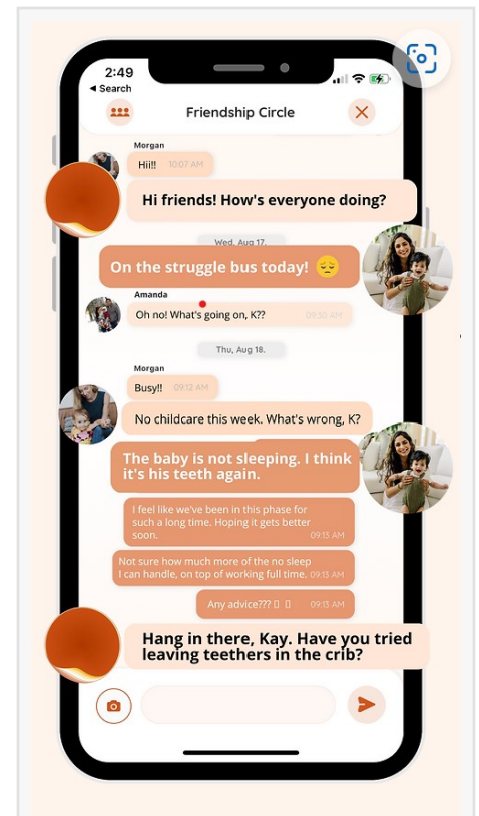 2:49
◀ Search
Friendship Circle
Morgan
Hii!! 10:07 AM
Hi friends! How's everyone doing?
Wed, Aug 17.
On the struggle bus today! 😔
Amanda
Oh no! What's going on, K?? 09:30 AM
Thu, Aug 18.
Morgan
Busy!! 09:12 AM
No childcare this week. What's wrong, K?
The baby is not sleeping. I think
it's his teeth again.
I feel like we've been in this phase for
such a long time. Hoping it gets better
soon. 09:13 AM
Not sure how much more of the no sleep
I can handle, on top of working full time. 09:13 AM
Any advice??? ▯ ▯ 09:13 AM
Hang in there, Kay. Have you tried
leaving teethers in the crib?